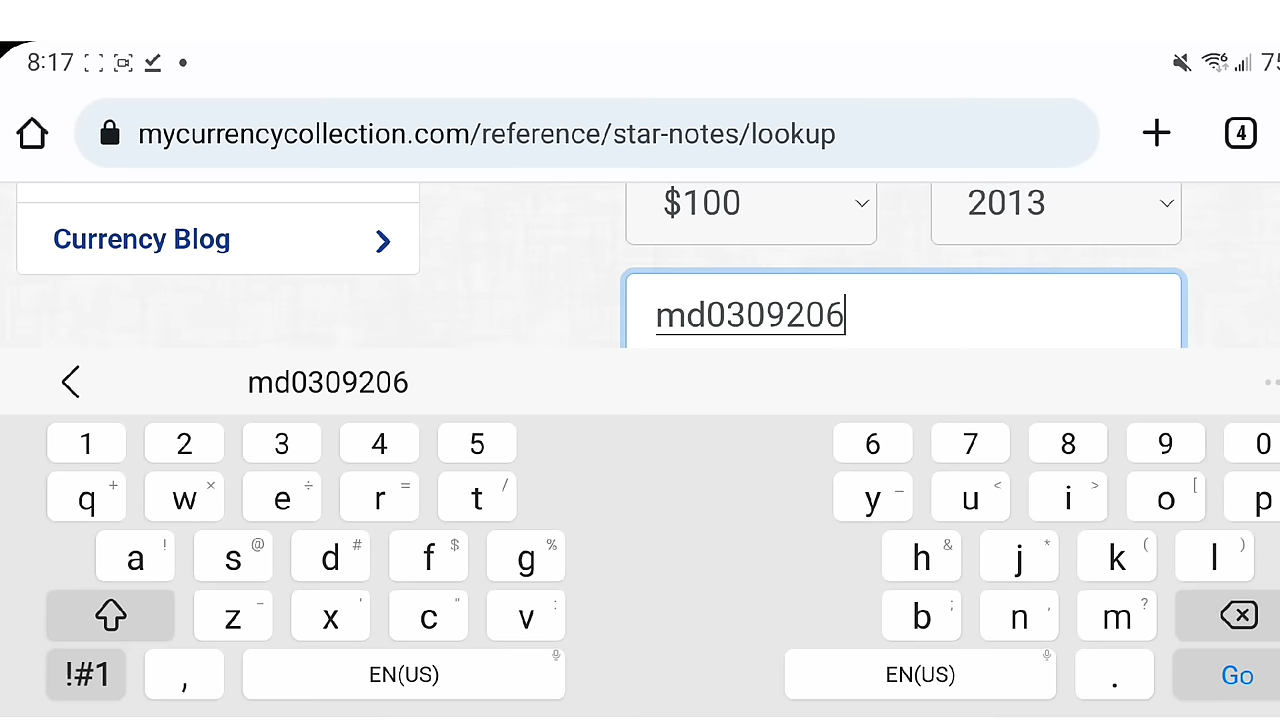 8:17 75
mycurrencycollection.com/reference/star-notes/lookup 4
$100 2013
Currency Blog
md0309206
md0309206
1 2 3 4 5 6 7 8 9 0
q + w × e ÷ r = t / y _ u < i > o [ p
a ! s @ d # f $ g % h & j * k ( l )
z - x ' c " v : b ; n , m ?
!#1 , EN(US) EN(US) . Go